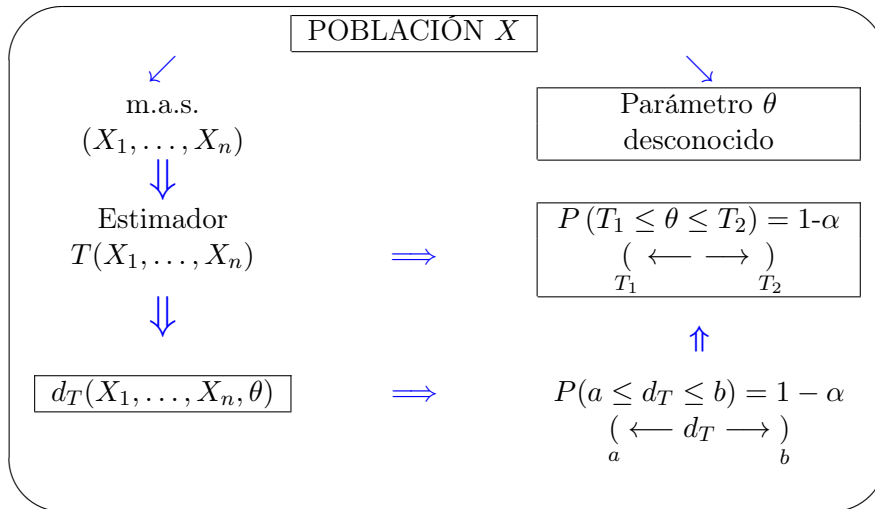 POBLACIÓN X
↙ ↘
m.a.s.
(X₁, . . . , Xₙ)
Parámetro θ
desconocido
⇓
Estimador
T(X₁, . . . , Xₙ)
⟹
P (T₁ ≤ θ ≤ T₂) = 1-α
( ⟵ ⟶ )
T₁ T₂
⇓ ⇑
d_T(X₁, . . . , Xₙ, θ)
⟹
P(a ≤ d_T ≤ b) = 1 − α
( ⟵ d_T ⟶ )
a b